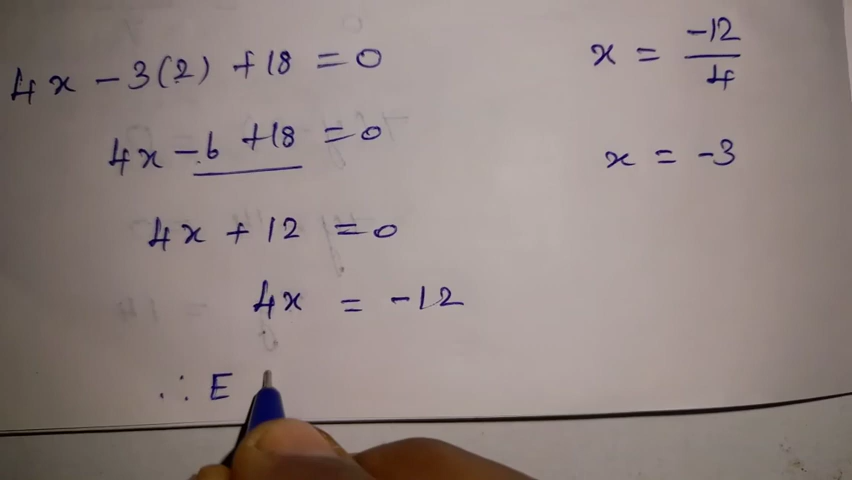 4x - 3(2) + 18 = 0
4x - 6 + 18 = 0
4x + 12 = 0
4x = -12
∴ E
x = -12/4
x = -3